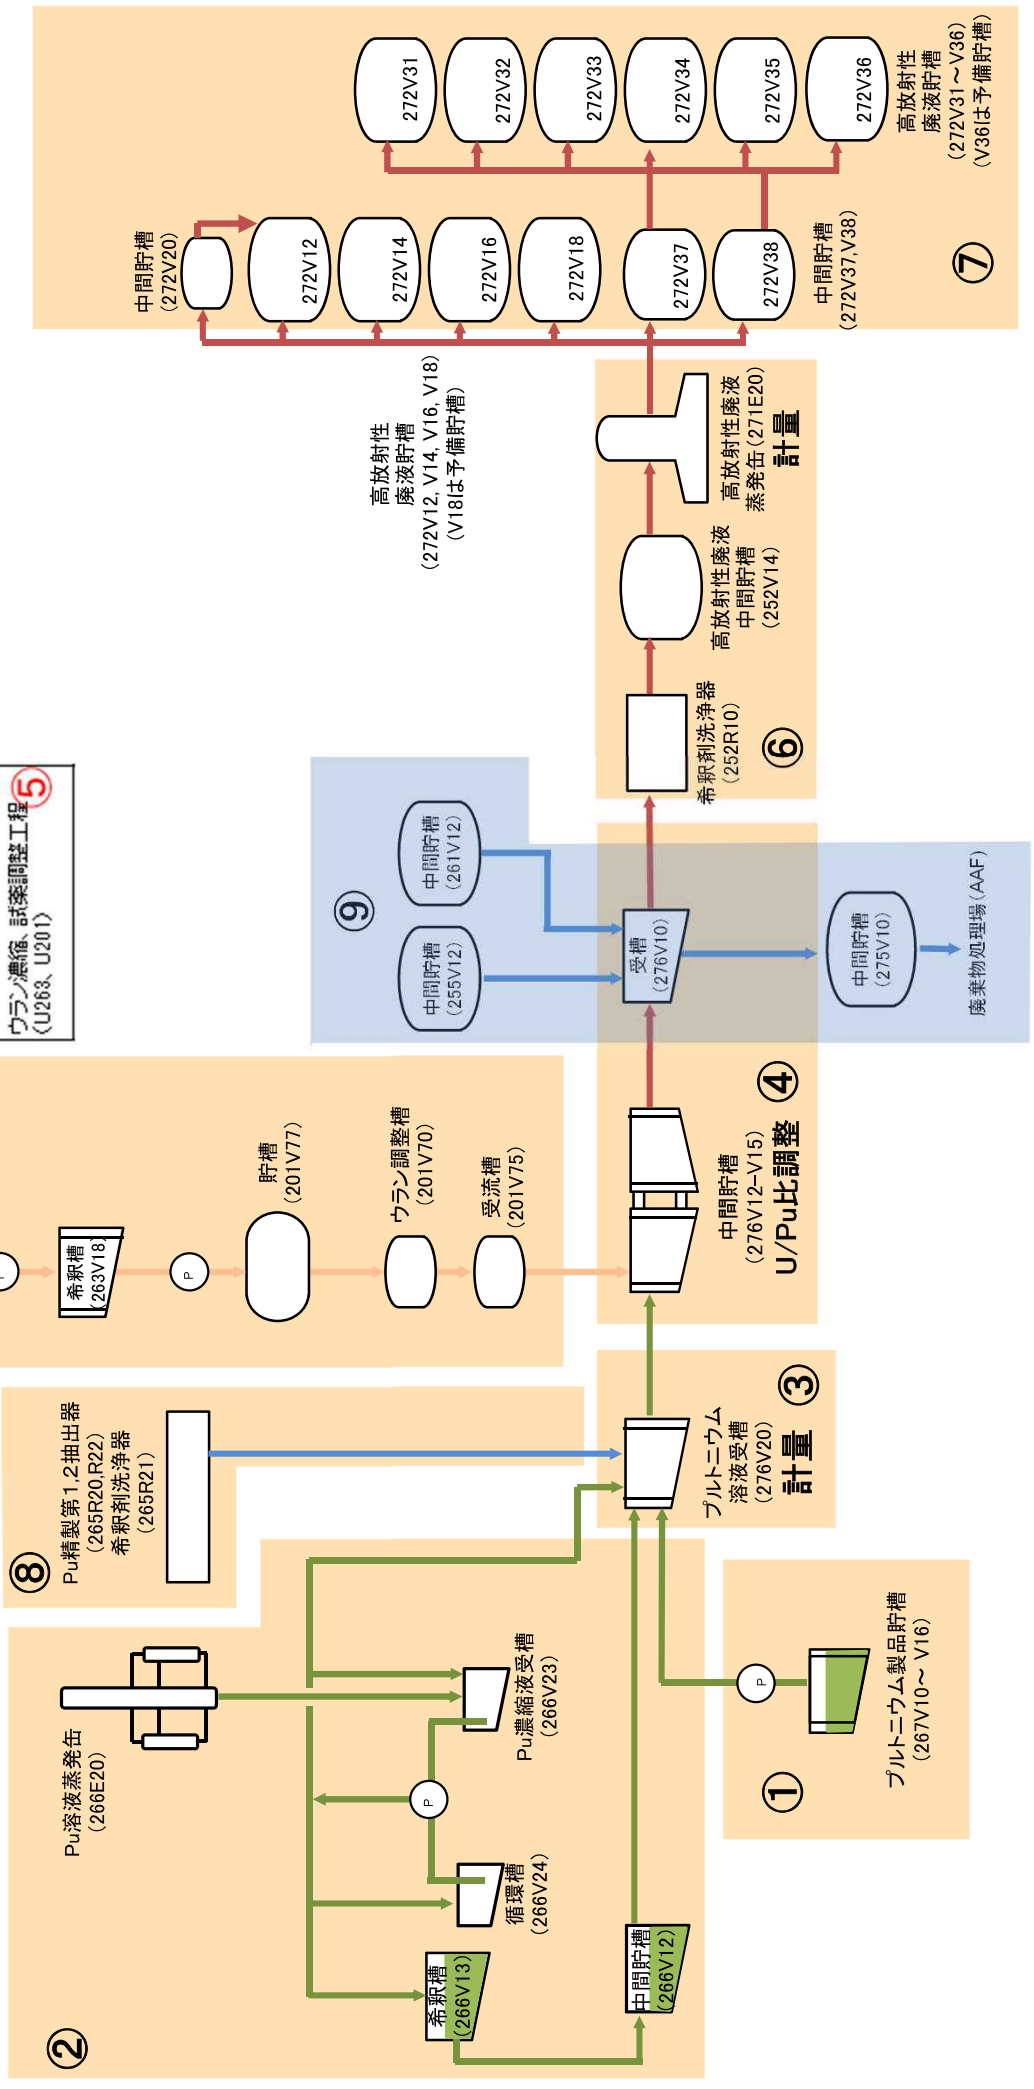 ②
Pu溶液蒸発缶
(266E20)
Pu濃縮液受槽
(266V23)
P
循環槽
(266V24)
希釈槽
(266V13)
中間貯槽
(266V12)
①
P
プルトニウム製品貯槽
(267V10～ V16)
⑧
Pu精製第1,2抽出器
(265R20,R22)
希釈剤洗浄器
(265R21)
③
プルトニウム
溶液受槽
(276V20)
計量
希釈槽
(263V18)
P
貯槽
(201V77)
ウラン調整槽
(201V70)
受流槽
(201V75)
中間貯槽
(276V12-V15)
U/Pu比調整
④
ウラン濃縮、試薬調整工程
(U263、U201)
⑤
⑨
中間貯槽
(255V12)
中間貯槽
(261V12)
受槽
(276V10)
中間貯槽
(275V10)
廃棄物処理場(AAF)
⑥
希釈剤洗浄器
(252R10)
高放射性廃液
中間貯槽
(252V14)
高放射性廃液
蒸発缶(271E20)
計量
高放射性
廃液貯槽
(272V12, V14, V16, V18)
(V18は予備貯槽)
中間貯槽
(272V20)
272V12
272V14
272V16
272V18
272V37
272V38
中間貯槽
(272V37,V38)
⑦
272V31
272V32
272V33
272V34
272V35
272V36
高放射性
廃液貯槽
(272V31～V36)
(V36は予備貯槽)